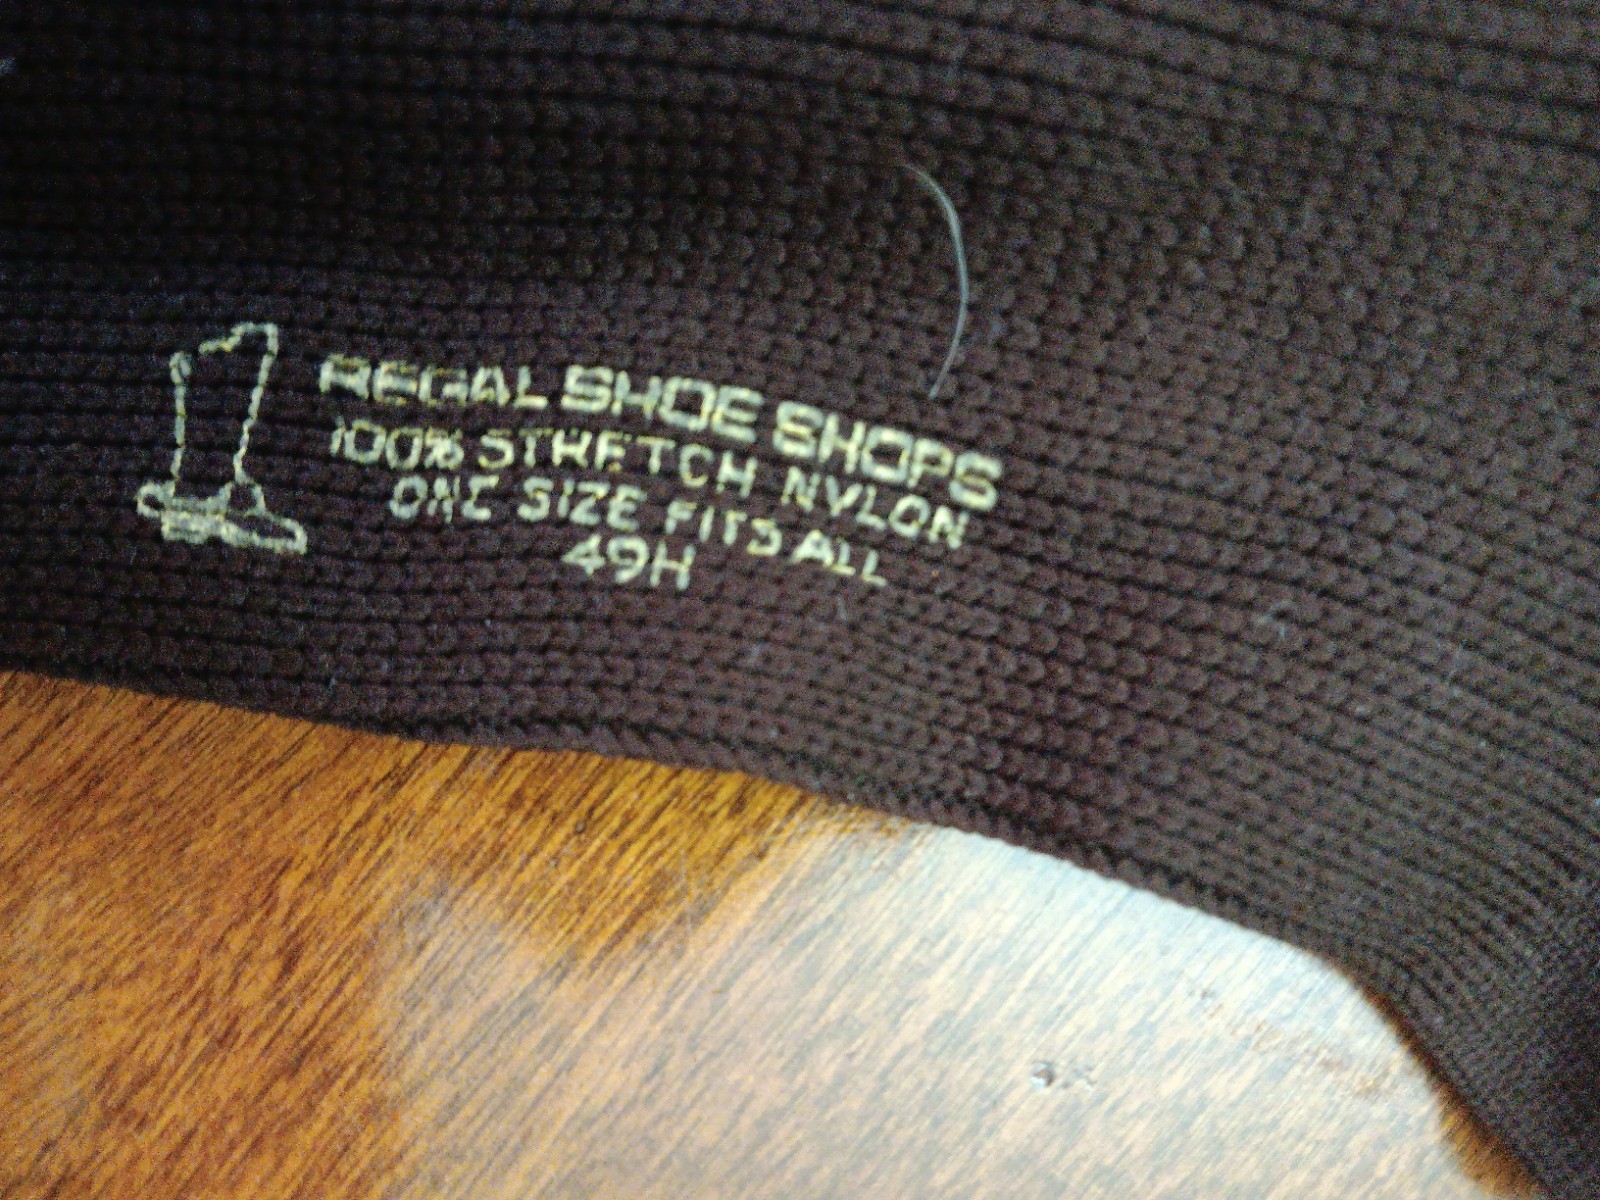 REGAL SHOE SHOPS
100% STRETCH NYLON
ONE SIZE FITS ALL
49H